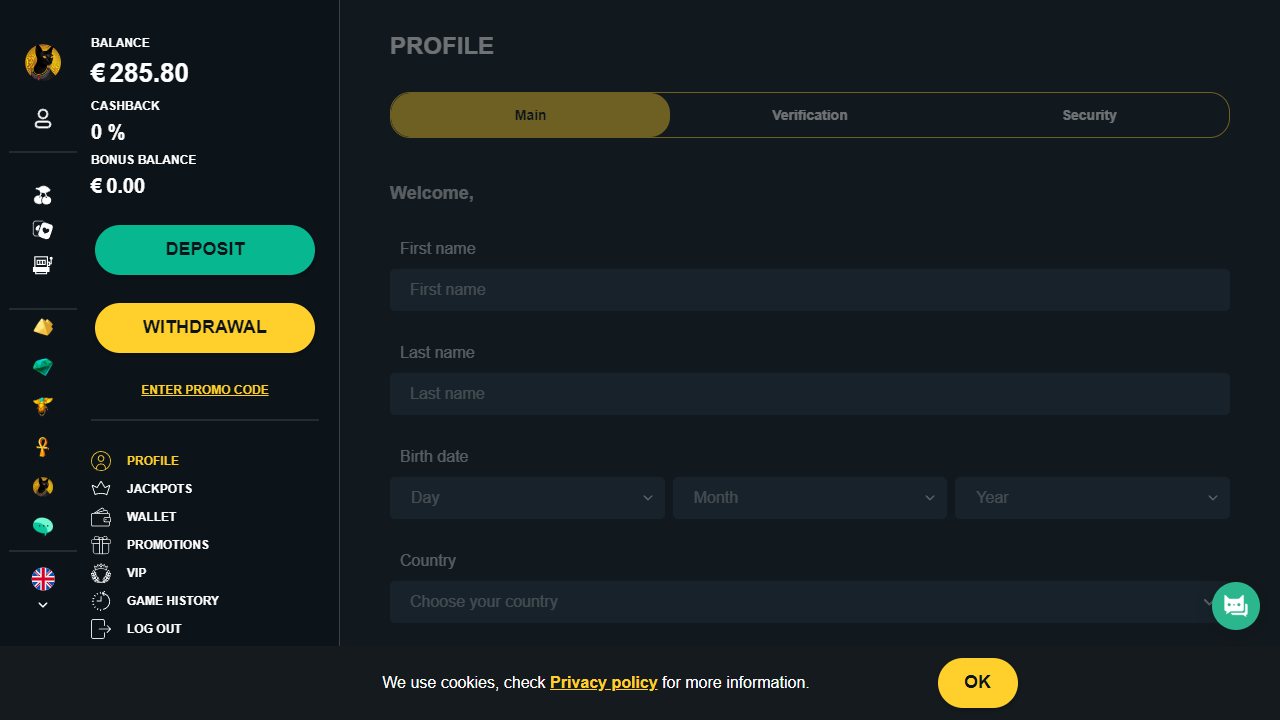 BALANCE
€ 285.80
CASHBACK
0 %
BONUS BALANCE
€ 0.00
DEPOSIT
WITHDRAWAL
ENTER PROMO CODE
PROFILE
JACKPOTS
WALLET
PROMOTIONS
VIP
GAME HISTORY
LOG OUT
PROFILE
Main Verification Security
Welcome,
First name
First name
Last name
Last name
Birth date
Day Month Year
Country
Choose your country
We use cookies, check Privacy policy for more information.
OK